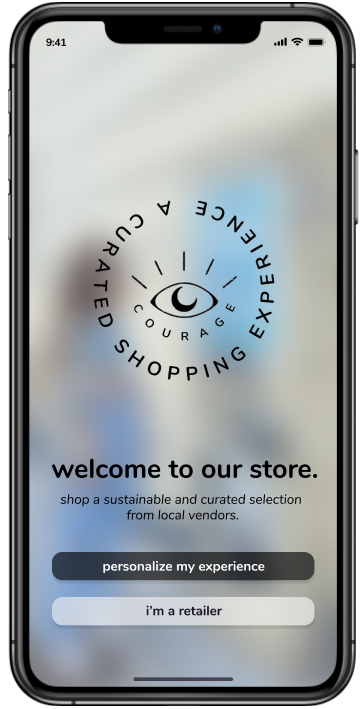 9:41
A CURATED SHOPPING EXPERIENCE
COURAGE
welcome to our store.
shop a sustainable and curated selection
from local vendors.
personalize my experience
i'm a retailer